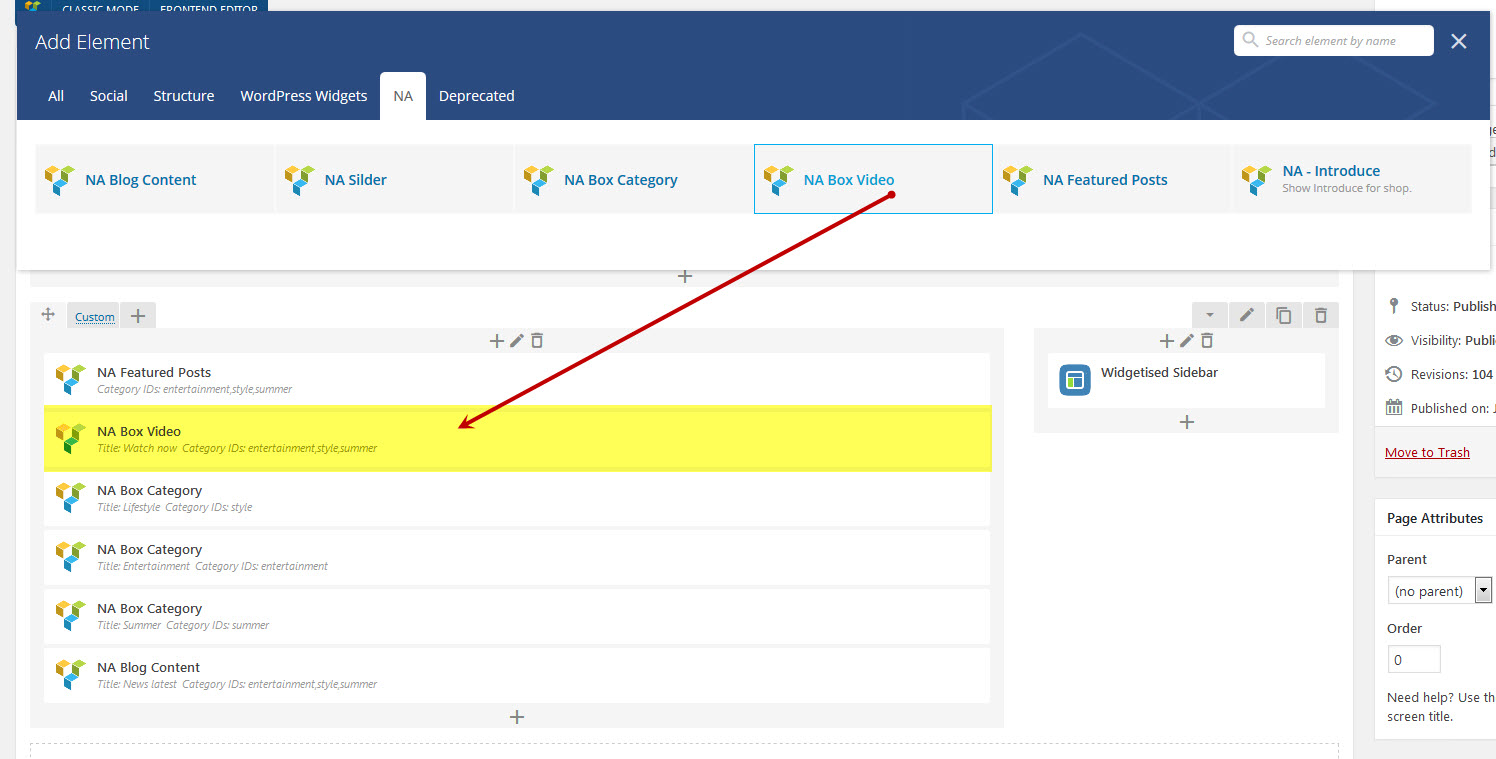 CLASSIC MODE FRONTEND EDITOR
Add Element
Search element by name
All Social Structure WordPress Widgets NA Deprecated
NA Blog Content NA Silder NA Box Category NA Box Video NA Featured Posts NA - Introduce
Show Introduce for shop.
Custom
NA Featured Posts
Category IDs: entertainment,style,summer
NA Box Video
Title: Watch now Category IDs: entertainment,style,summer
NA Box Category
Title: Lifestyle Category IDs: style
NA Box Category
Title: Entertainment Category IDs: entertainment
NA Box Category
Title: Summer Category IDs: summer
NA Blog Content
Title: News latest Category IDs: entertainment,style,summer
Widgetised Sidebar
Status: Publish
Visibility: Publi
Revisions: 104
Published on: J
Move to Trash
Page Attributes
Parent
(no parent)
Order
0
Need help? Use th
screen title.